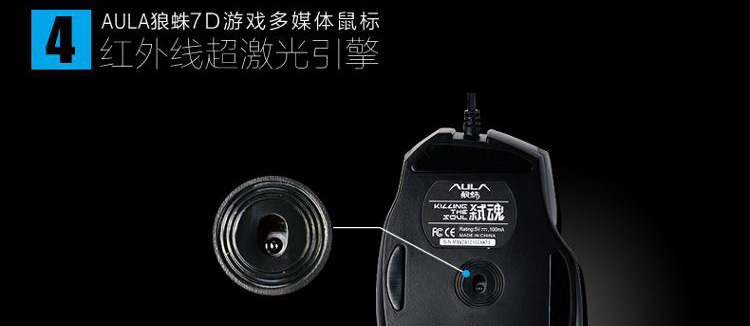 4
AULA狼蛛7D游戏多媒体鼠标
红外线超激光引擎
AULA
狼蛛
KILLING
THE
SOUL
弑魂
FC CE
Rating:5V⎓100mA
MADE IN CHINA